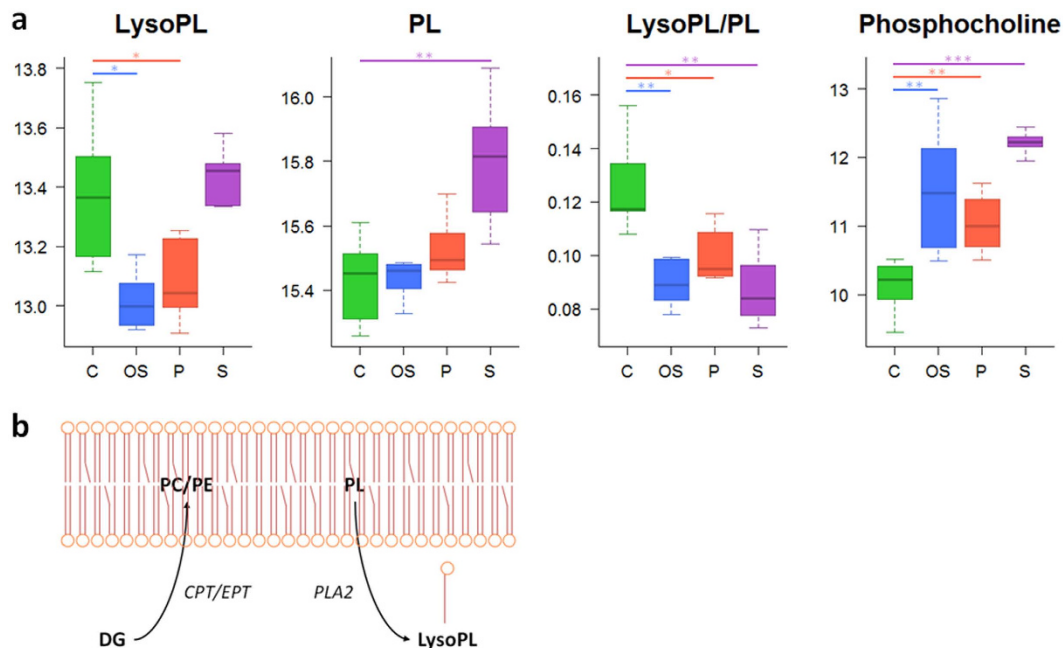 a
LysoPL
PL
LysoPL/PL
Phosphocholine
13.8
13.6
13.4
13.2
13.0
*
*
C OS P S
16.0
15.8
15.6
15.4
**
C OS P S
0.16
0.14
0.12
0.10
0.08
**
*
**
C OS P S
13
12
11
10
***
**
**
C OS P S
b
PC/PE
PL
CPT/EPT
PLA2
DG
LysoPL